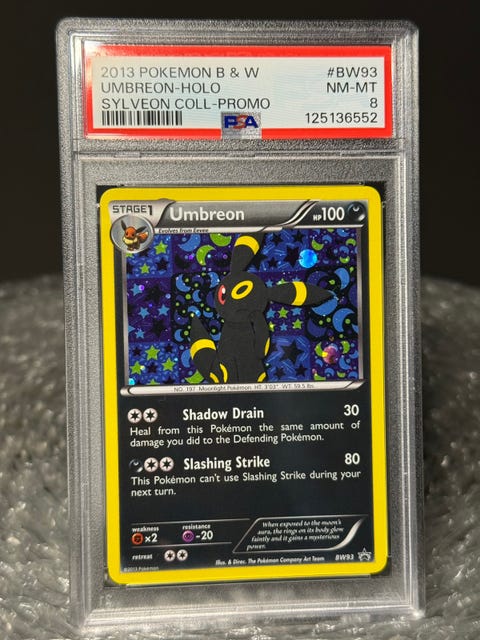 2013 POKEMON B & W #BW93
UMBREON-HOLO NM-MT
SYLVEON COLL-PROMO 8
PSA 125136552
STAGE1 Umbreon HP100
Evolves from Eevee
NO. 197 Moonlight Pokémon HT. 3'03" WT. 59.5 lbs.
Shadow Drain 30
Heal from this Pokémon the same amount of
damage you did to the Defending Pokémon.
Slashing Strike 80
This Pokémon can't use Slashing Strike during your
next turn.
weakness resistance
×2 -20
retreat
When exposed to the moon's
aura, the rings on its body glow
faintly and it gains a mysterious
power.
Illus. & Direc. The Pokémon Company Art Team BW93
©2013 Pokémon